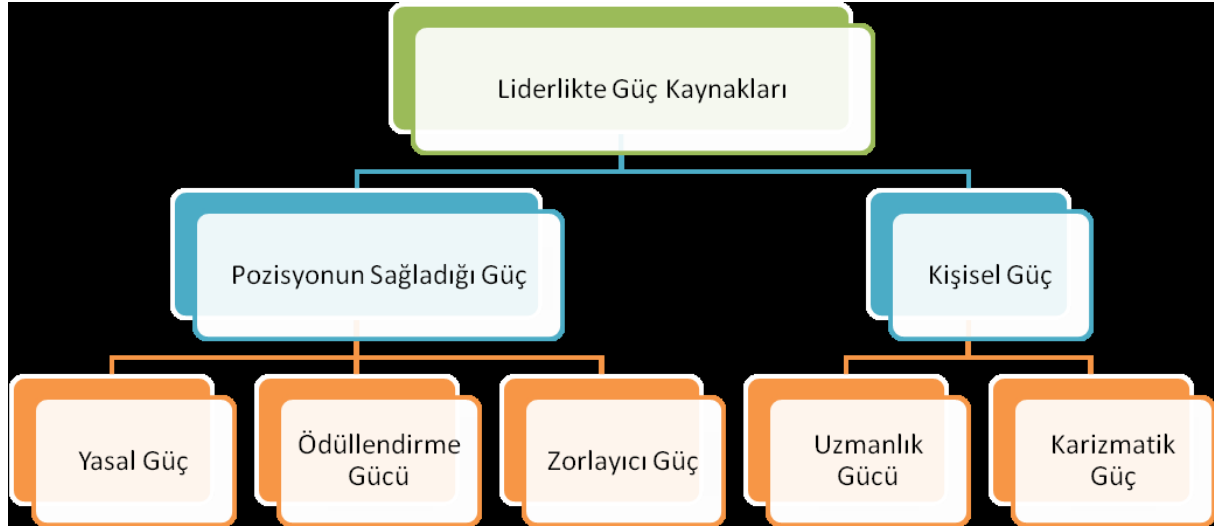 Liderlikte Güç Kaynakları
Pozisyonun Sağladığı Güç
Kişisel Güç
Yasal Güç
Ödüllendirme
Gücü
Zorlayıcı Güç
Uzmanlık
Gücü
Karizmatik
Güç